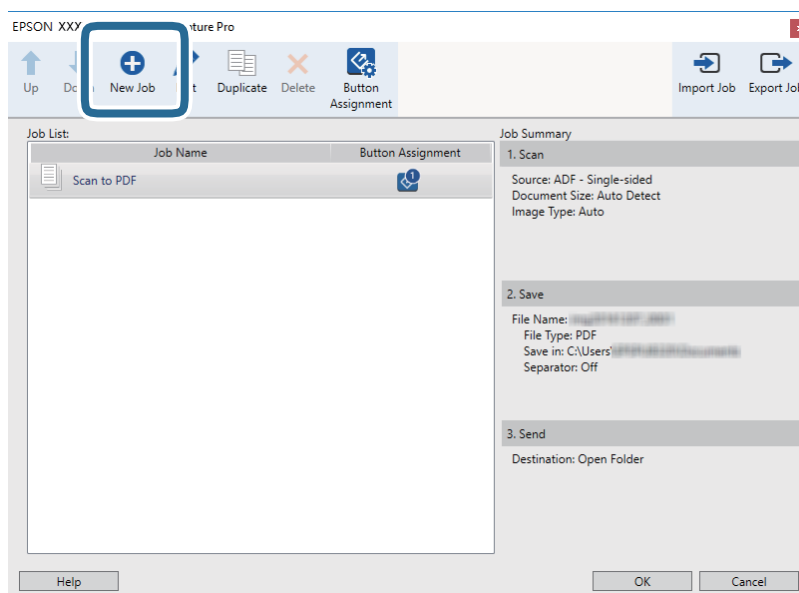 EPSON XXX ture Pro
Up
New Job
Duplicate
Delete
Button
Assignment
Import Job
Export Job
Job List:
Job Name
Button Assignment
Scan to PDF
1
Job Summary
1. Scan
Source: ADF - Single-sided
Document Size: Auto Detect
Image Type: Auto
2. Save
File Name:
File Type: PDF
Save in: C:\Users\
Separator: Off
3. Send
Destination: Open Folder
Help
OK
Cancel